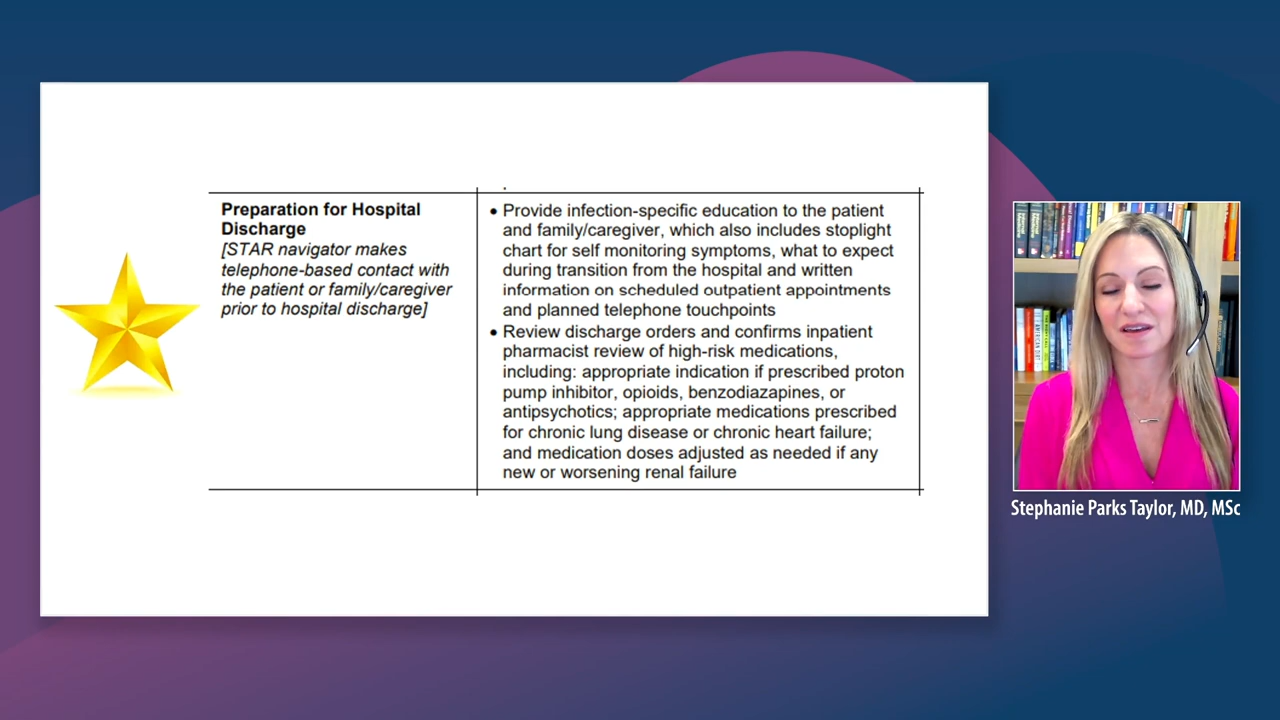 Preparation for Hospital
Discharge
[STAR navigator makes
telephone-based contact with
the patient or family/caregiver
prior to hospital discharge]
• Provide infection-specific education to the patient
and family/caregiver, which also includes stoplight
chart for self monitoring symptoms, what to expect
during transition from the hospital and written
information on scheduled outpatient appointments
and planned telephone touchpoints
• Review discharge orders and confirms inpatient
pharmacist review of high-risk medications,
including: appropriate indication if prescribed proton
pump inhibitor, opioids, benzodiazapines, or
antipsychotics; appropriate medications prescribed
for chronic lung disease or chronic heart failure;
and medication doses adjusted as needed if any
new or worsening renal failure
Stephanie Parks Taylor, MD, MSc